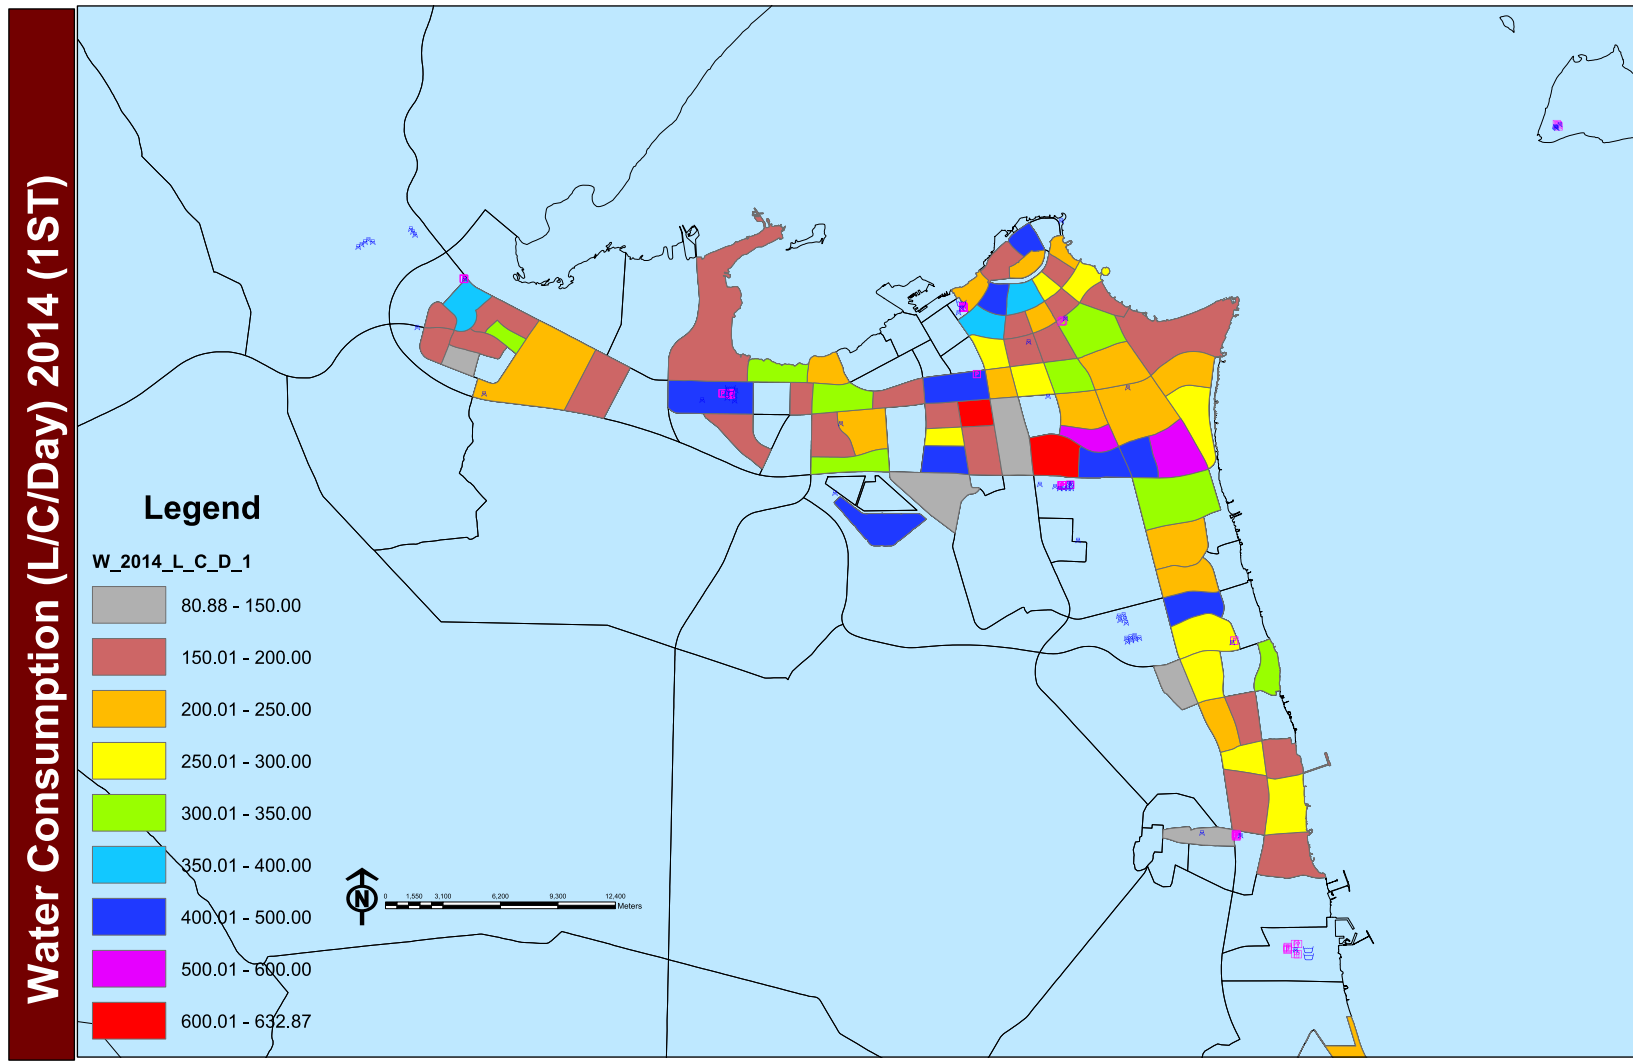 Water Consumption (L/C/Day) 2014 (1ST)
Legend
W_2014_L_C_D_1
80.88 - 150.00
150.01 - 200.00
200.01 - 250.00
250.01 - 300.00
300.01 - 350.00
350.01 - 400.00
400.01 - 500.00
500.01 - 600.00
600.01 - 632.87
N
0 1,550 3,100 6,200 9,300 12,400
Meters